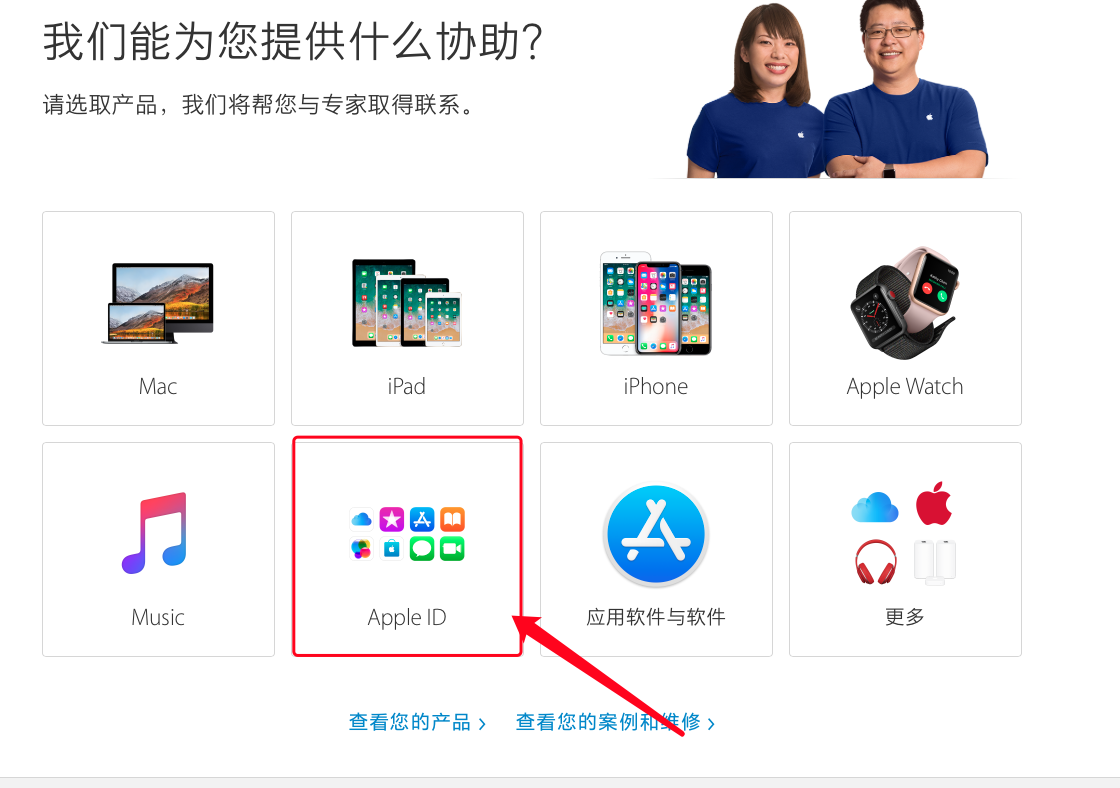 我们能为您提供什么协助？
请选取产品，我们将帮您与专家取得联系。
Mac
iPad
iPhone
Apple Watch
Music
Apple ID
应用软件与软件
更多
查看您的产品 ›
查看您的案例和维修 ›